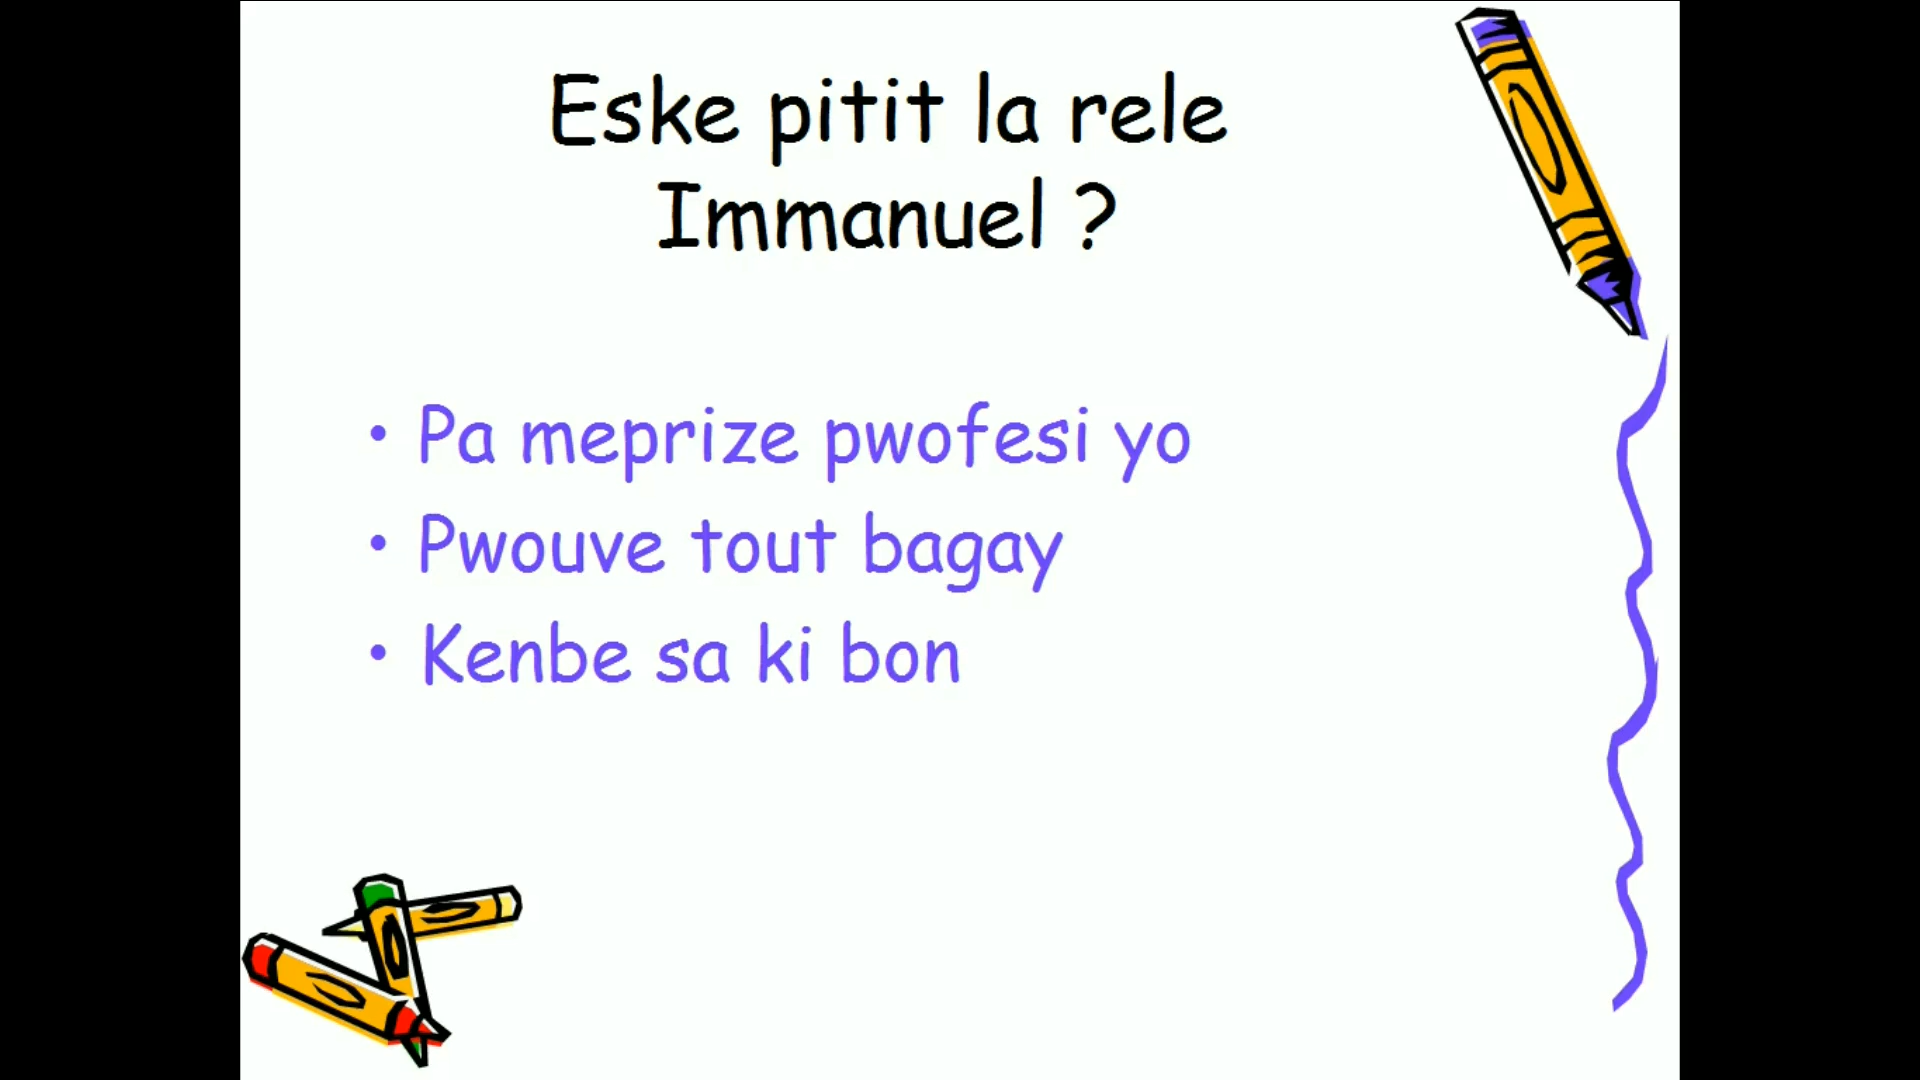 Eske pitit la rele
Immanuel ?
• Pa meprize pwofesi yo
• Pwouve tout bagay
• Kenbe sa ki bon